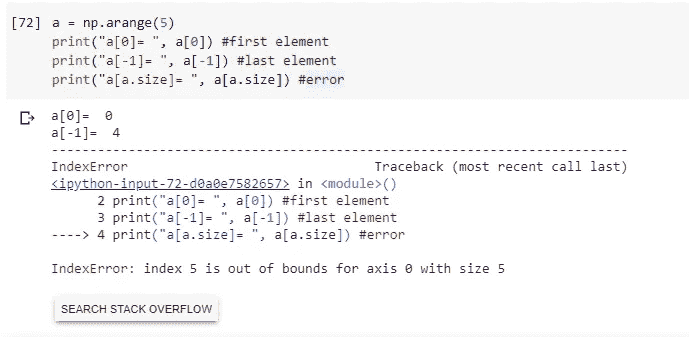 [72] a = np.arange(5)
print("a[0]= ", a[0]) #first element
print("a[-1]= ", a[-1]) #last element
print("a[a.size]= ", a[a.size]) #error
a[0]=  0
a[-1]=  4
---------------------------------------------------------------------------
IndexError                                Traceback (most recent call last)
<ipython-input-72-d0a0e7582657> in <module>()
      2 print("a[0]= ", a[0]) #first element
      3 print("a[-1]= ", a[-1]) #last element
----> 4 print("a[a.size]= ", a[a.size]) #error
IndexError: index 5 is out of bounds for axis 0 with size 5
SEARCH STACK OVERFLOW